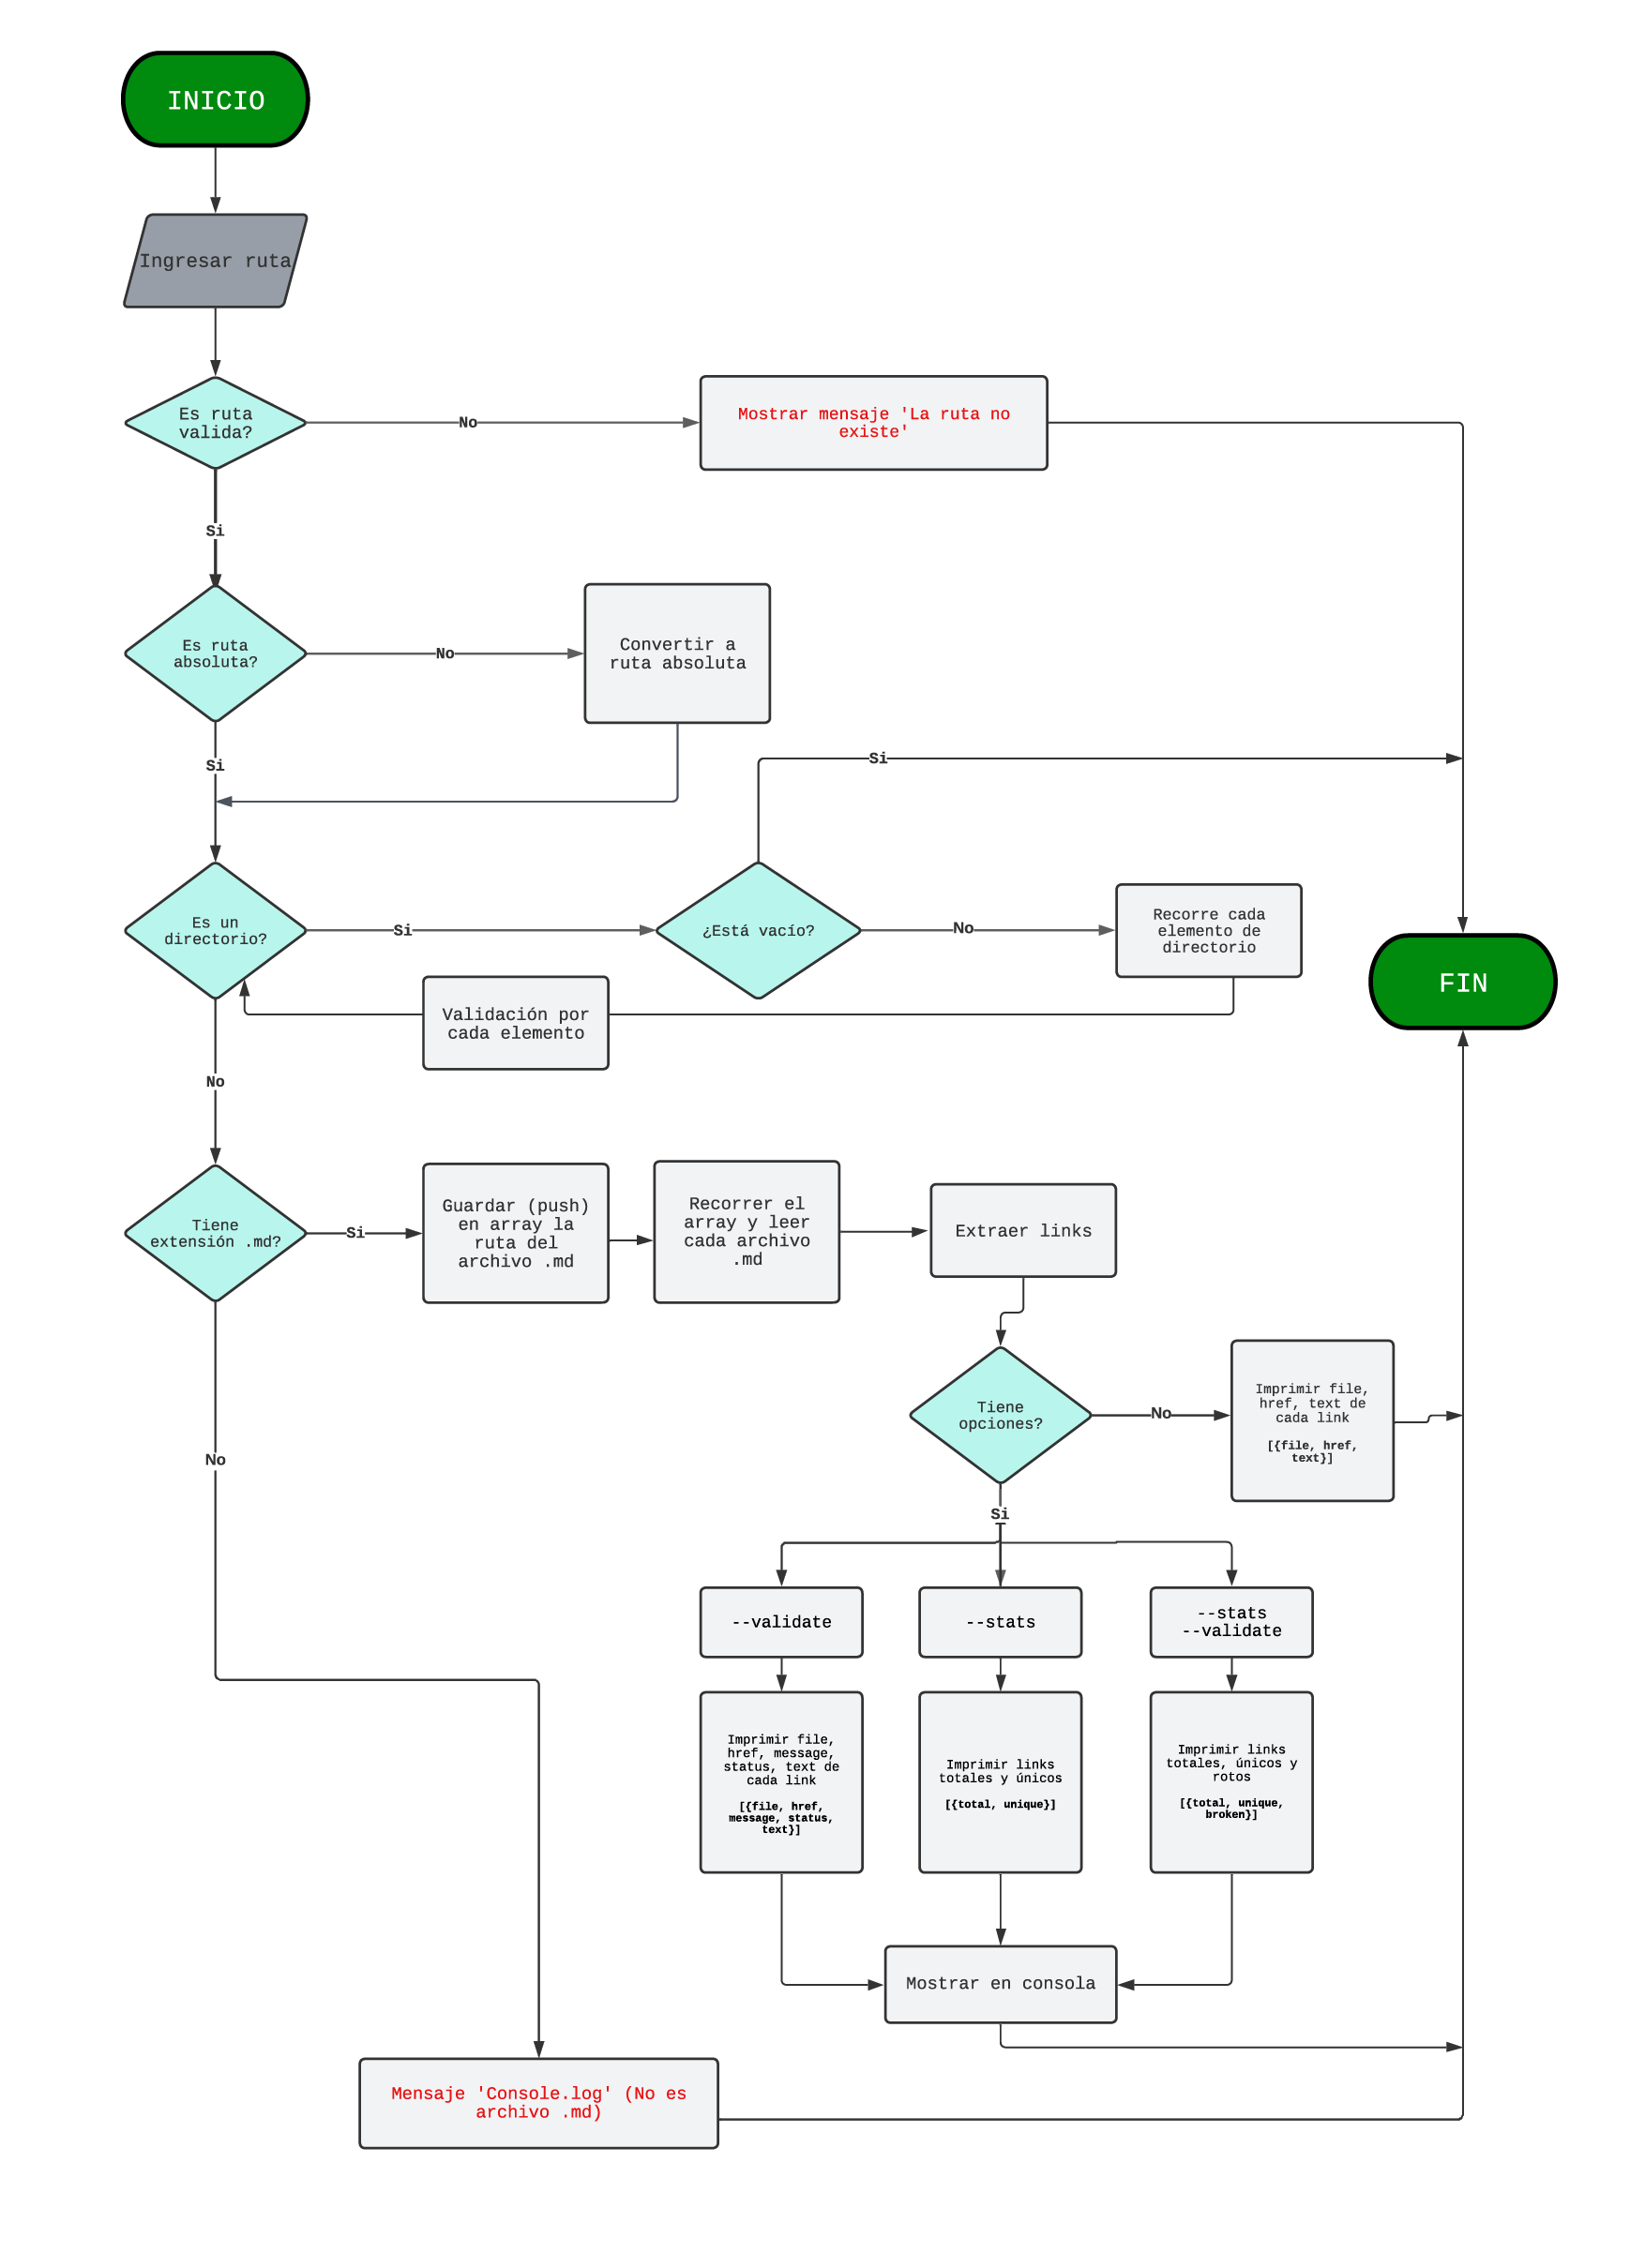 INICIO
Ingresar ruta
Es ruta
valida?
No
Mostrar mensaje 'La ruta no
existe'
Si
Es ruta
absoluta?
No
Convertir a
ruta absoluta
Si
Si
Es un
directorio?
Si
¿Está vacío?
No
Recorre cada
elemento de
directorio
FIN
Validación por
cada elemento
No
Tiene
extensión .md?
Si
Guardar (push)
en array la
ruta del
archivo .md
Recorrer el
array y leer
cada archivo
.md
Extraer links
Tiene
opciones?
No
Imprimir file,
href, text de
cada link
[{file, href,
text}]
No
Si
--validate
--stats
--stats
--validate
Imprimir file,
href, message,
status, text de
cada link
[{file, href,
message, status,
text}]
Imprimir links
totales y únicos
[{total, unique}]
Imprimir links
totales, únicos y
rotos
[{total, unique,
broken}]
Mostrar en consola
Mensaje 'Console.log' (No es
archivo .md)